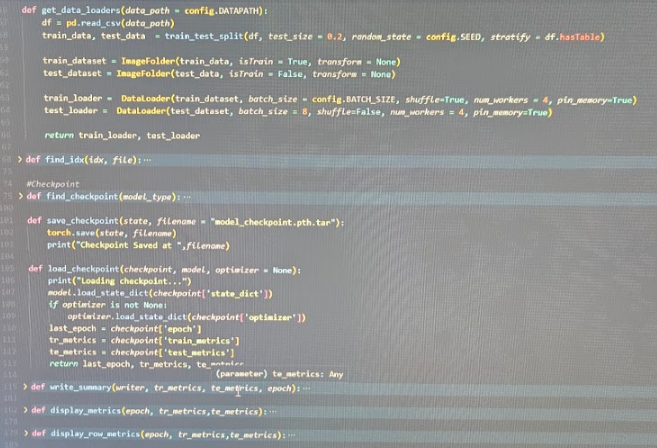 def get_data_loaders(data_path = config.DATAPATH):
df = pd.read_csv(data_path)
train_data, test_data = train_test_split(df, test_size = 0.2, random_state = config.SEED, stratify = df.hasTable)
train_dataset = ImageFolder(train_data, isTrain = True, transform = None)
test_dataset = ImageFolder(test_data, isTrain = False, transform = None)
train_loader = DataLoader(train_dataset, batch_size = config.BATCH_SIZE, shuffle=True, num_workers = 4, pin_memory=True)
test_loader = DataLoader(test_dataset, batch_size = 8, shuffle=False, num_workers = 4, pin_memory=True)
return train_loader, test_loader
> def find_idx(idx, file):...
#Checkpoint
> def find_checkpoint(model_type):...
def save_checkpoint(state, filename = "model_checkpoint.pth.tar"):
torch.save(state, filename)
print("Checkpoint Saved at ",filename)
def load_checkpoint(checkpoint, model, optimizer = None):
print("Loading checkpoint...")
model.load_state_dict(checkpoint['state_dict'])
if optimizer is not None:
optimizer.load_state_dict(checkpoint['optimizer'])
last_epoch = checkpoint['epoch']
tr_metrics = checkpoint['train_metrics']
te_metrics = checkpoint['test_metrics']
return last_epoch, tr_metrics, te_metrics
(parameter) te_metrics: Any
> def write_summary(writer, tr_metrics, te_metrics, epoch):...
> def display_metrics(epoch, tr_metrics,te_metrics):...
> def display_row_metrics(epoch, tr_metrics,te_metrics):...